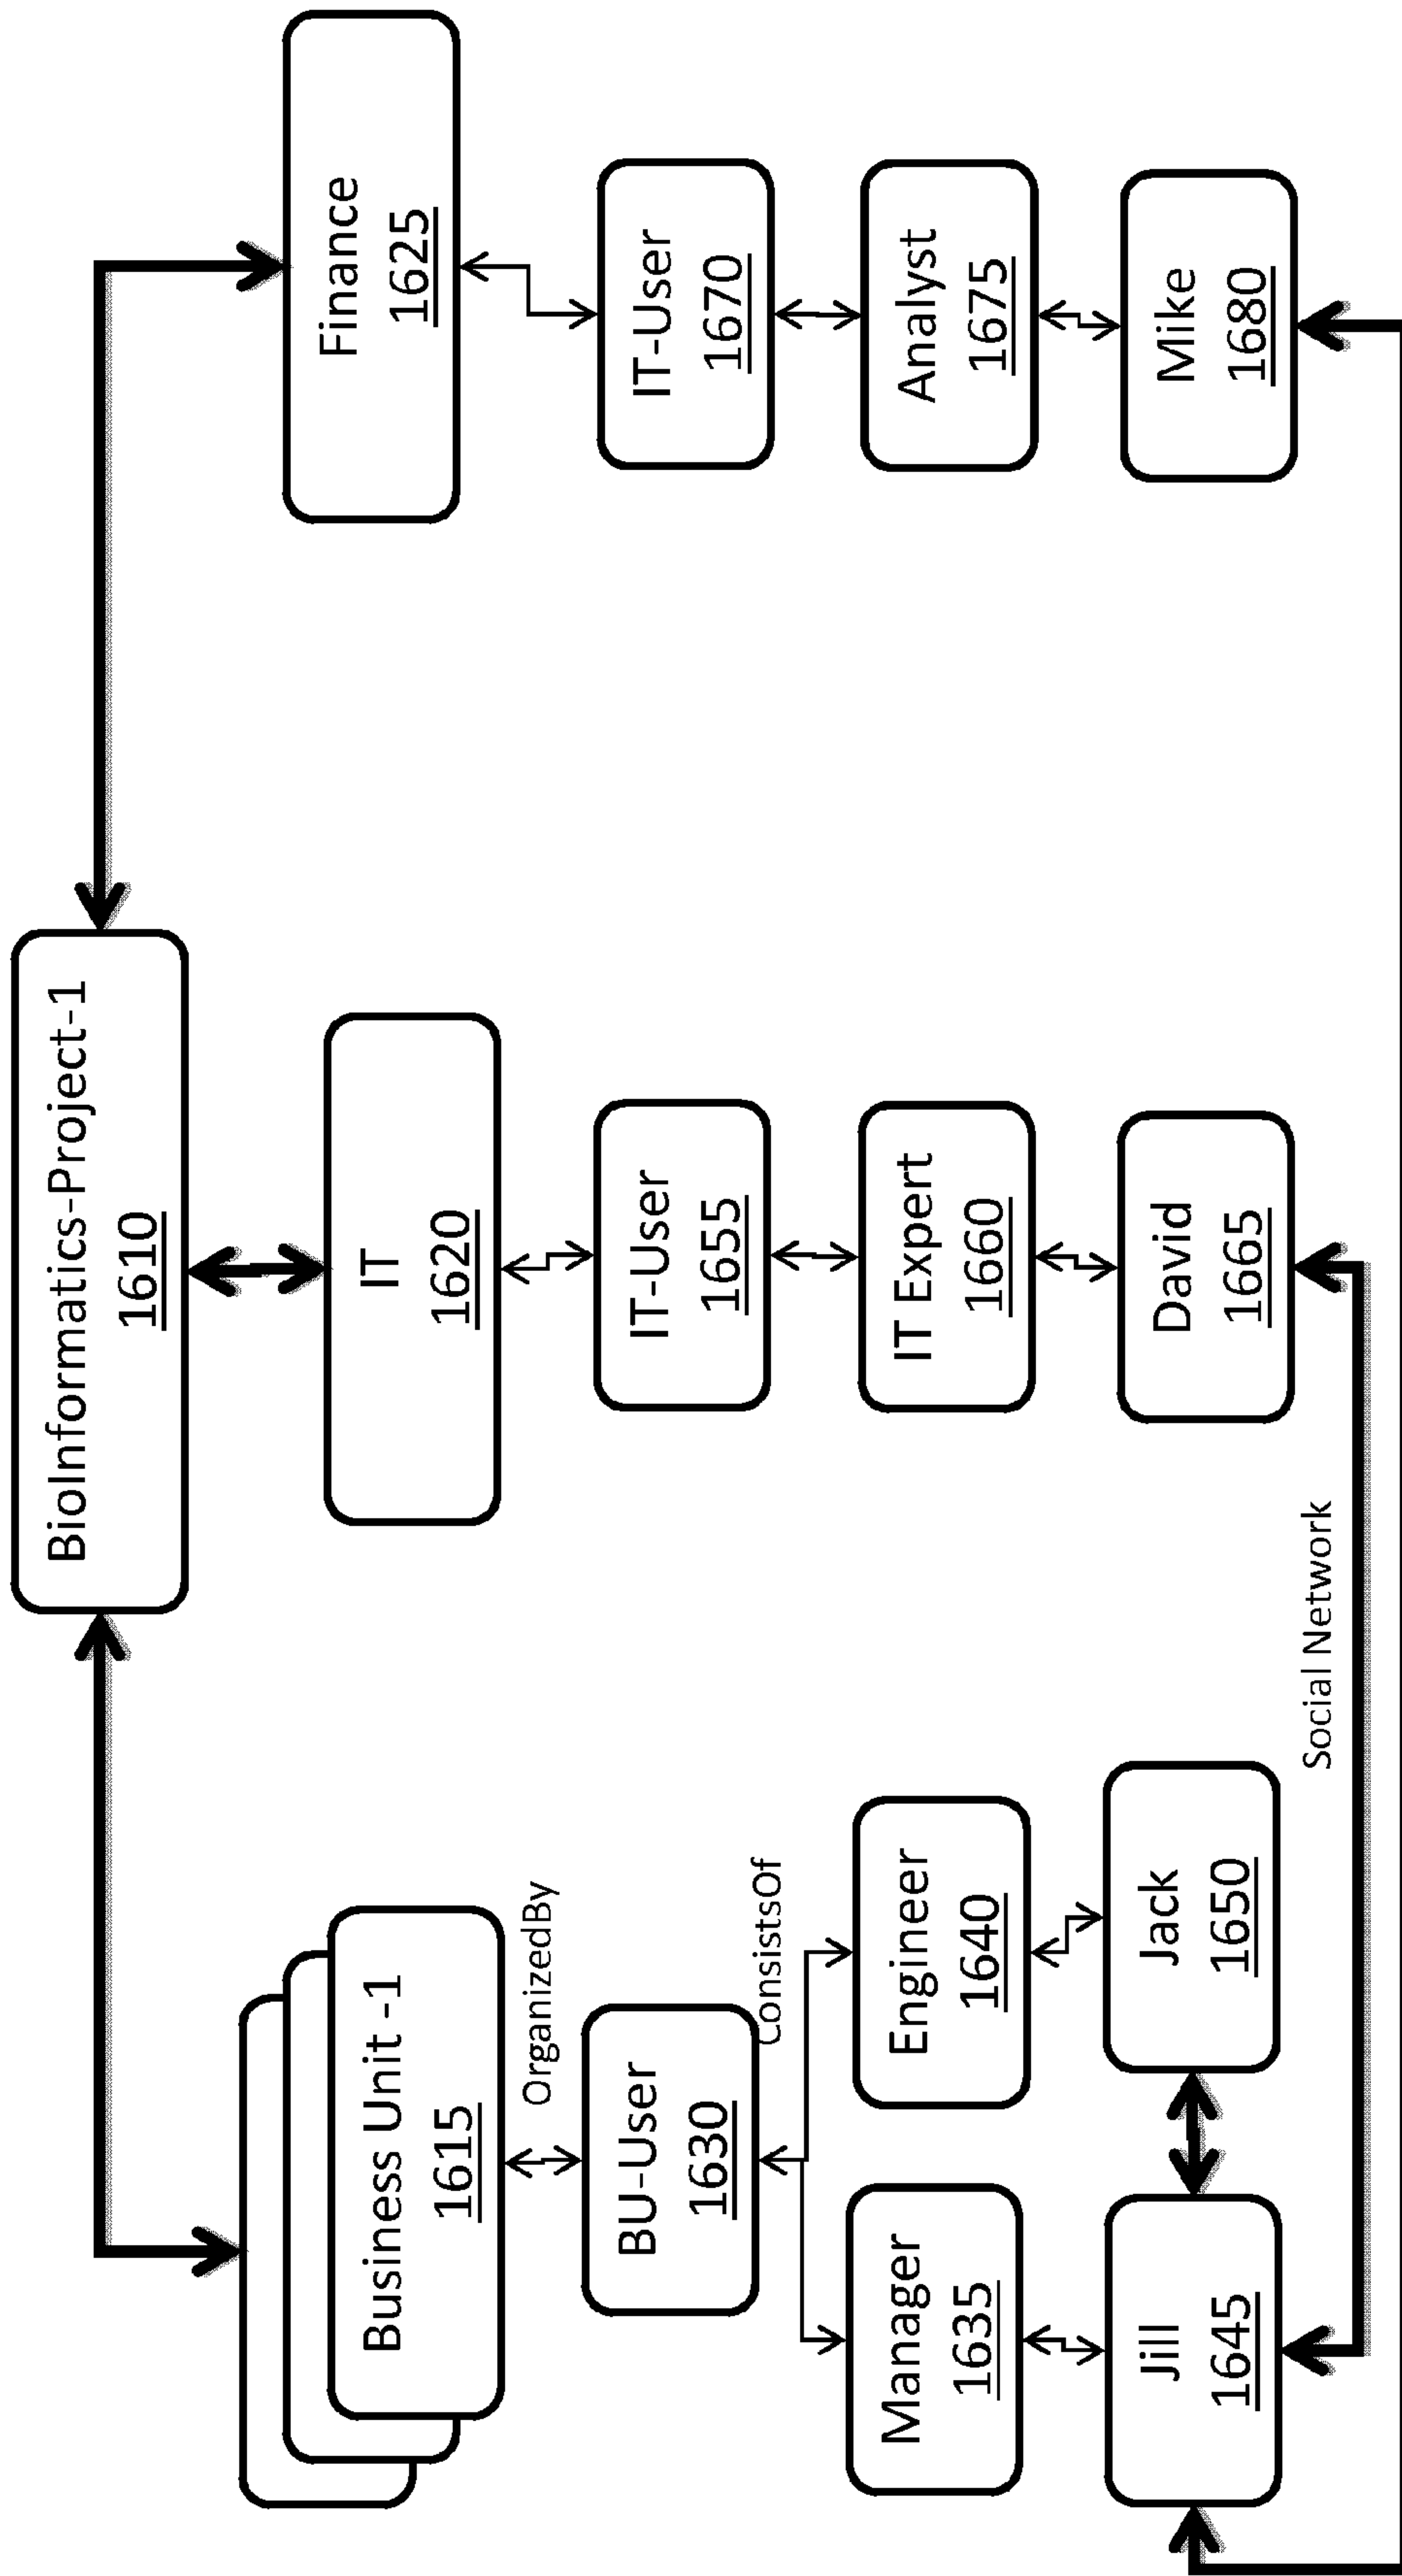 BioInformatics-Project-1
1610
Business Unit -1
1615
IT
1620
Finance
1625
OrganizedBy
BU-User
1630
IT-User
1655
IT-User
1670
ConsistsOf
Manager
1635
Engineer
1640
IT Expert
1660
Analyst
1675
Jill
1645
Jack
1650
David
1665
Mike
1680
Social Network